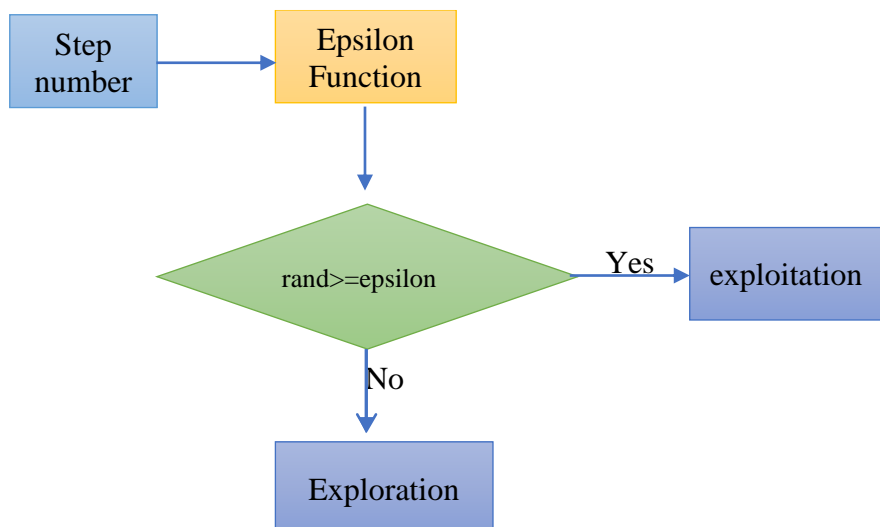 Step
number
Epsilon
Function
rand>=epsilon
Yes
exploitation
No
Exploration